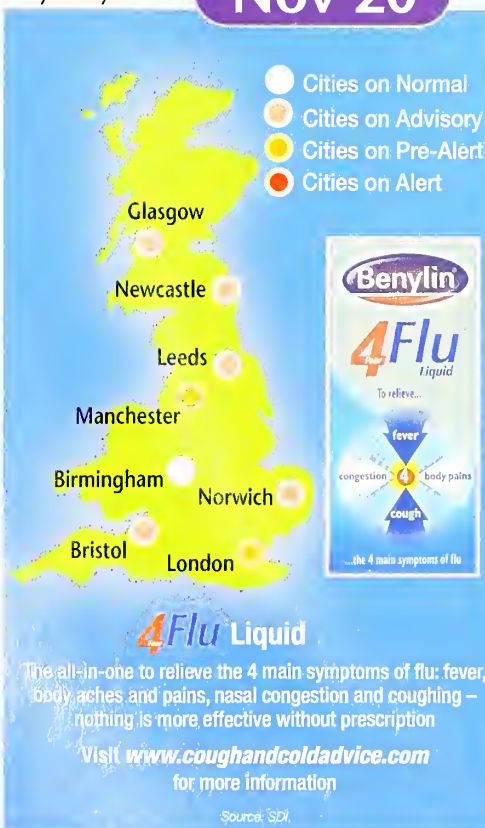 Nov 20
Cities on Normal
Cities on Advisory
Cities on Pre-Alert
Cities on Alert
Glasgow
Newcastle
Leeds
Manchester
Birmingham
Norwich
Bristol
London
Benylin
4Flu
Liquid
To relieve...
fever
congestion 4 body pains
cough
...the 4 main symptoms of flu
4Flu Liquid
The all-in-one to relieve the 4 main symptoms of flu: fever,
body aches and pains, nasal congestion and coughing –
nothing is more effective without prescription
Visit www.coughandcoldadvice.com
for more information
Source: SDI.